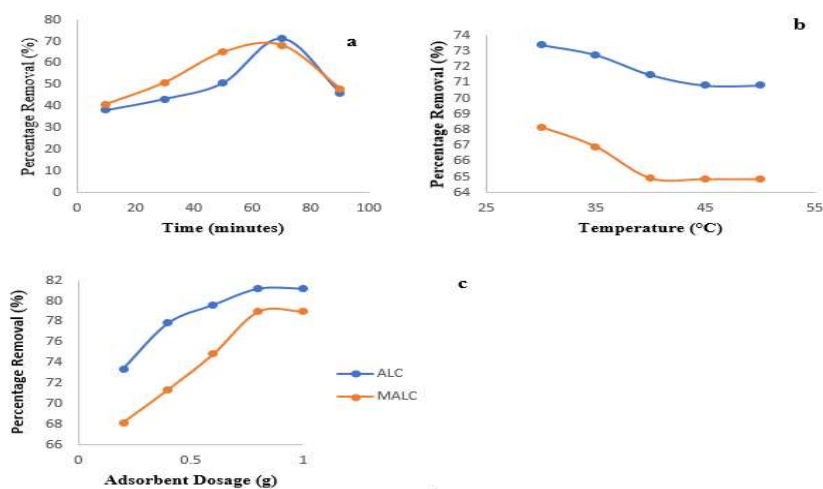 a
80
70
60
50
40
30
20
10
0
Percentage Removal (%)
0 20 40 60 80 100
Time (minutes)
b
74
73
72
71
70
69
68
67
66
65
64
Percentage Removal (%)
25 35 45 55
Temperature (°C)
c
82
80
78
76
74
72
70
68
66
Percentage Removal (%)
0 0.5 1
Adsorbent Dosage (g)
ALC
MALC